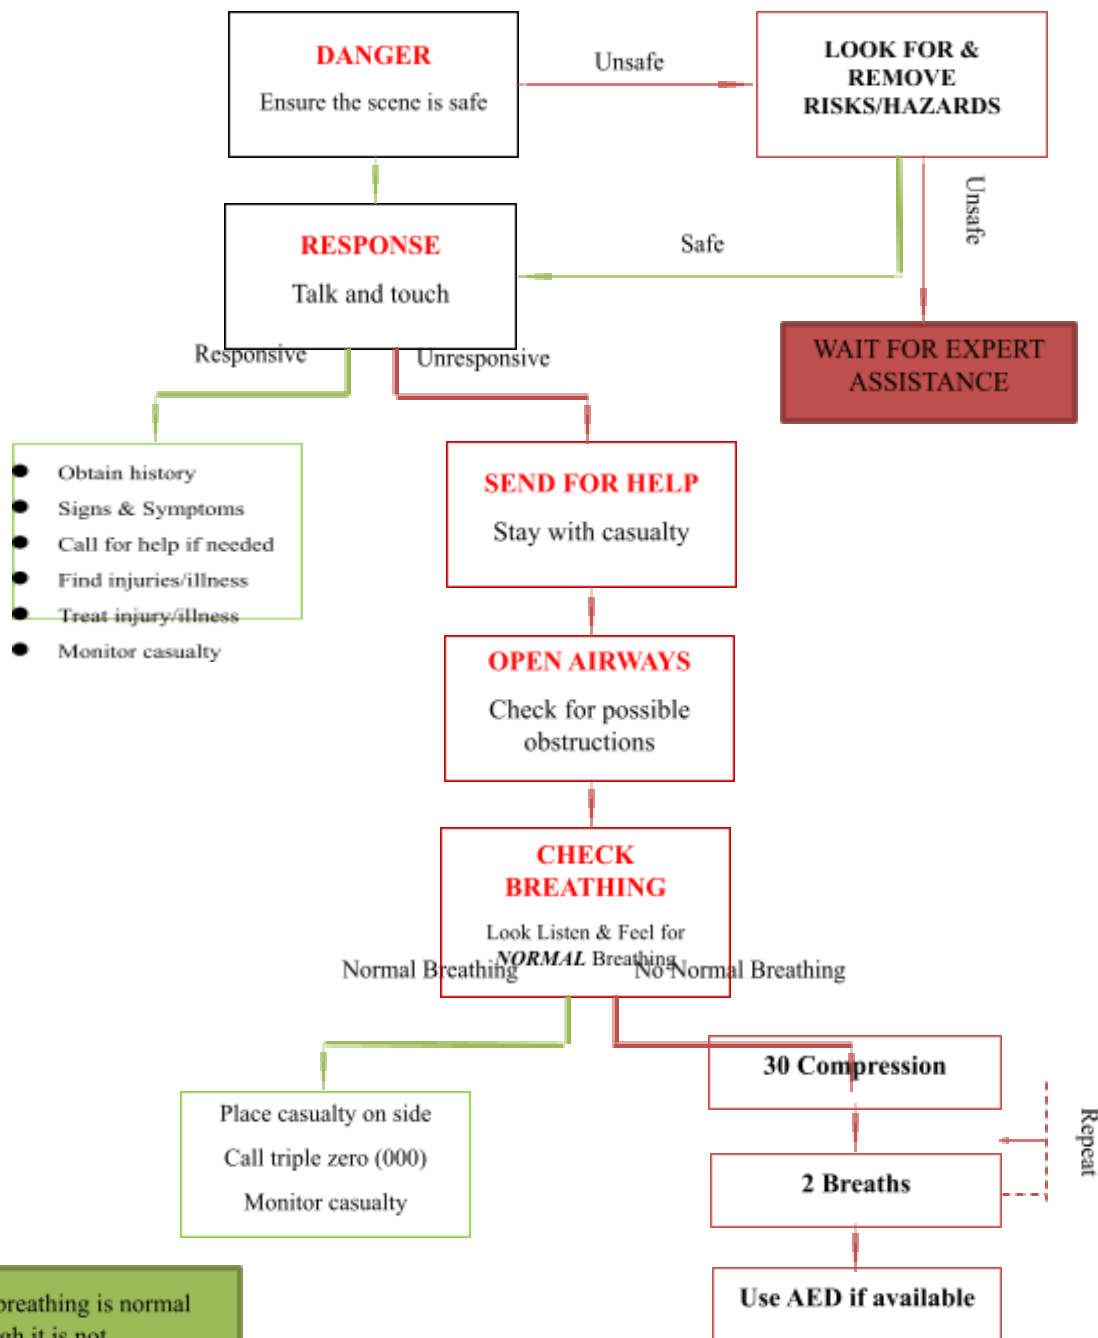 DANGER
Ensure the scene is safe
Unsafe
LOOK FOR &
REMOVE
RISKS/HAZARDS
Unsafe
RESPONSE
Talk and touch
Safe
WAIT FOR EXPERT
ASSISTANCE
Responsive
Unresponsive
● Obtain history
● Signs & Symptoms
● Call for help if needed
● Find injuries/illness
● Treat injury/illness
● Monitor casualty
SEND FOR HELP
Stay with casualty
OPEN AIRWAYS
Check for possible
obstructions
CHECK
BREATHING
Look Listen & Feel for
NORMAL Breathing
Normal Breathing
No Normal Breathing
Place casualty on side
Call triple zero (000)
Monitor casualty
30 Compression
2 Breaths
Repeat
Use AED if available
breathing is normal
it is not